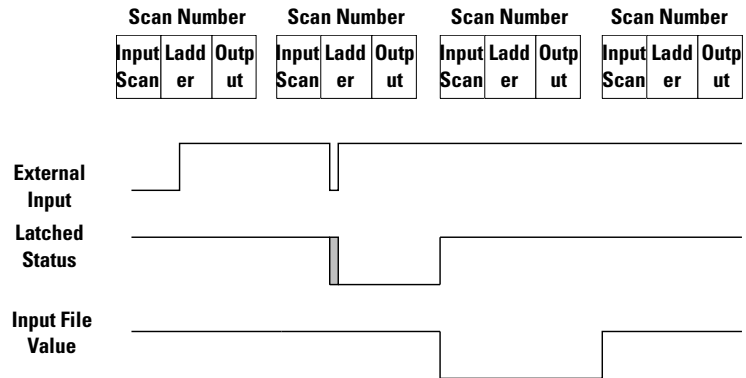 Scan Number Scan Number Scan Number Scan Number
Input Ladd Outp Input Ladd Outp Input Ladd Outp Input Ladd Outp
Scan er ut Scan er ut Scan er ut Scan er ut
External
Input
Latched
Status
Input File
Value